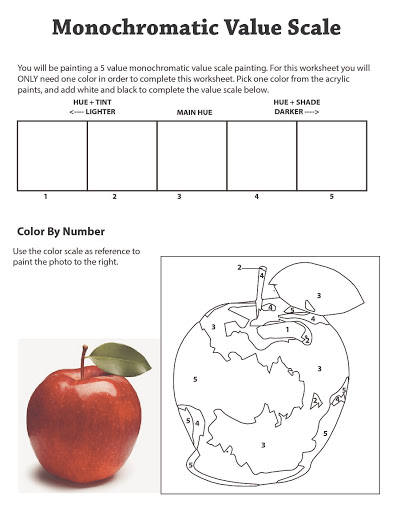 Monochromatic Value Scale
You will be painting a 5 value monochromatic value scale painting. For this worksheet you will
ONLY need one color in order to complete this worksheet. Pick one color from the acrylic
paints, and add white and black to complete the value scale below.
HUE + TINT HUE + SHADE
<---- LIGHTER MAIN HUE DARKER ---->
1 2 3 4 5
Color By Number
Use the color scale as reference to
paint the photo to the right.
2
4
3
4 5
4
3 1
2
3
5
5
2 4
5 4
5
3
5